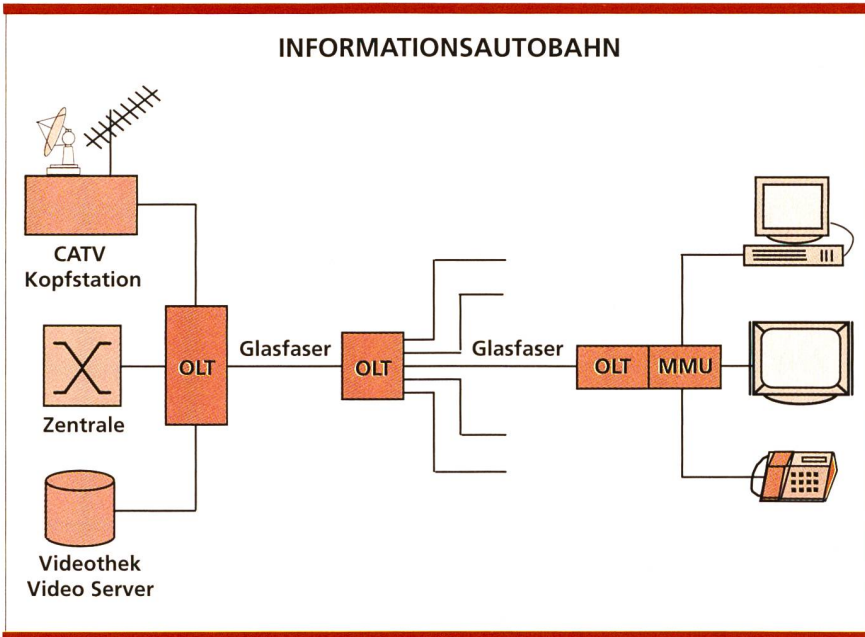 INFORMATIONSAUTOBAHN
CATV
Kopfstation
Zentrale
Videothek
Video Server
OLT
Glasfaser
OLT
Glasfaser
OLT
MMU